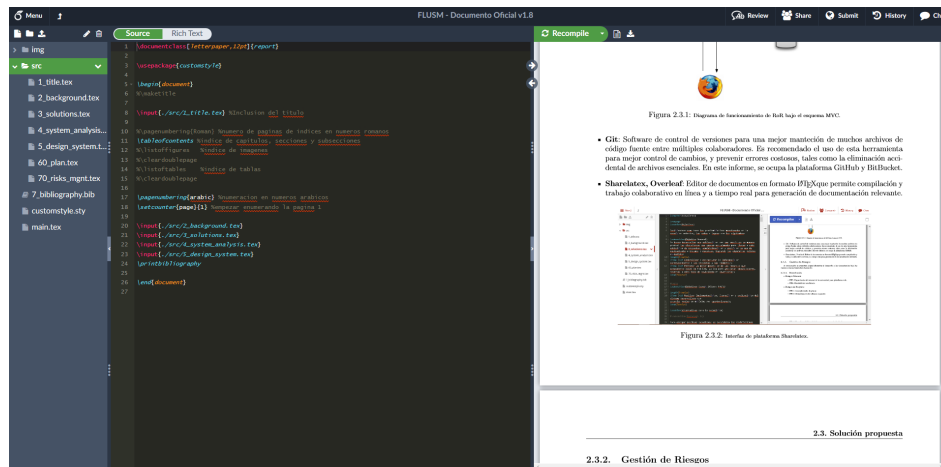 Menu
FLUSM - Documento Oficial v1.8
Review
Share
Submit
History
Ch
Source
Rich Text
Recompile
img
src
1_title.tex
2_background.tex
3_solutions.tex
4_system_analysis...
5_design_system.t...
60_plan.tex
70_risks_mgnt.tex
7_bibliography.bib
customstyle.sty
main.tex
1 \documentclass[letterpaper,12pt]{report}
2
3 \usepackage{customstyle}
4
5 \begin{document}
6 %\maketitle
7
8 \input{./src/1_title.tex} %Inclusion del titulo
9
10 %\pagenumbering{Roman} %numero de paginas de indices en numeros romanos
11 \tableofcontents %indice de capitulos, secciones y subsecciones
12 %\listoffigures %indice de imagenes
13 %\cleardoublepage
14 %\listoftables %indice de tablas
15 %\cleardoublepage
16
17 \pagenumbering{arabic} %numeracion en numeros arabicos
18 \setcounter{page}{1} %empezar enumerando la pagina 1
19
20 \input{./src/2_background.tex}
21 \input{./src/3_solutions.tex}
22 \input{./src/4_system_analysis.tex}
23 \input{./src/5_design_system.tex}
24 \printbibliography
25
26 \end{document}
27
Figura 2.3.1: Diagrama de funcionamiento de RoR bajo el esquema MVC.
Git: Software de control de versiones para una mejor manteción de muchos archivos de
código fuente entre múltiples colaboradores. Es recomendado el uso de esta herramienta
para mejor control de cambios, y prevenir errores costosos, tales como la eliminación acci-
dental de archivos esenciales. En este informe, se ocupa la plataforma GitHub y BitBucket.
Sharelatex, Overleaf: Editor de documentos en formato LATEXque permite compilación y
trabajo colaborativo en línea y a tiempo real para generación de documentación relevante.
Figura 2.3.2: Interfaz de plataforma Sharelatex.
2.3. Solución propuesta
2.3.2. Gestión de Riesgos